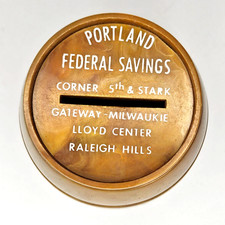 PORTLAND
FEDERAL SAVINGS
CORNER 5th & STARK
GATEWAY-MILWAUKIE
LLOYD CENTER
RALEIGH HILLS